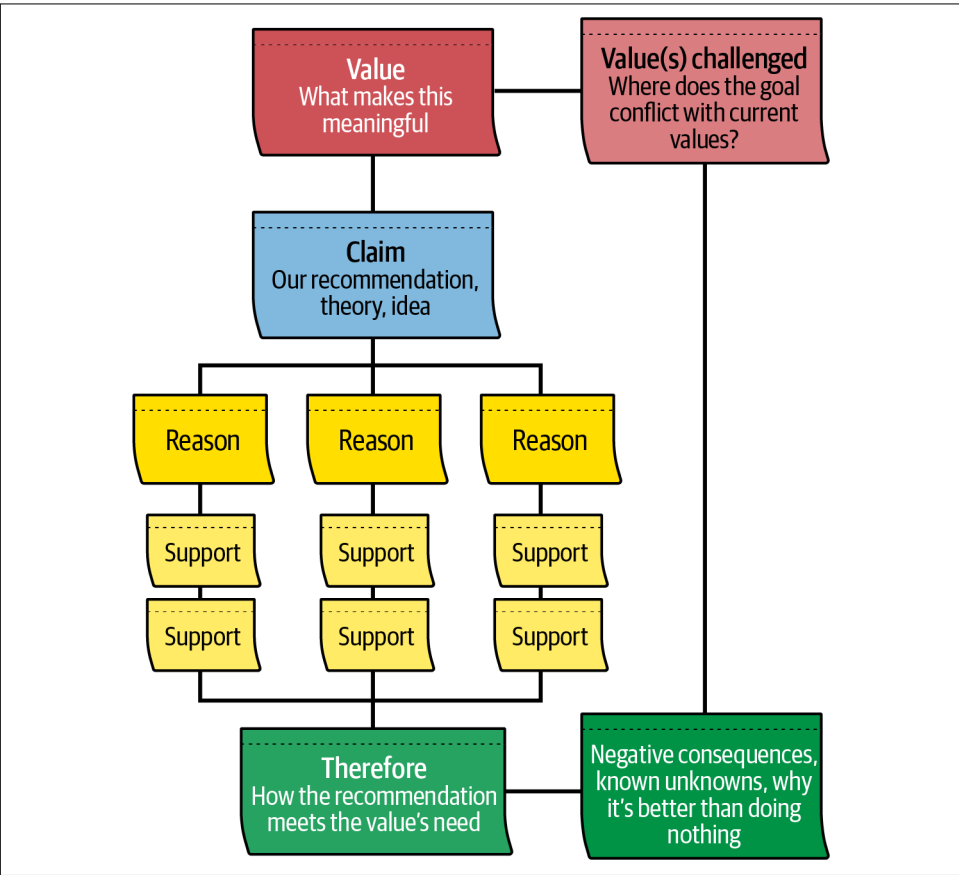 Value
What makes this
meaningful
Value(s) challenged
Where does the goal
conflict with current
values?
Claim
Our recommendation,
theory, idea
Reason
Reason
Reason
Support
Support
Support
Support
Support
Support
Therefore
How the recommendation
meets the value’s need
Negative consequences,
known unknowns, why
it’s better than doing
nothing